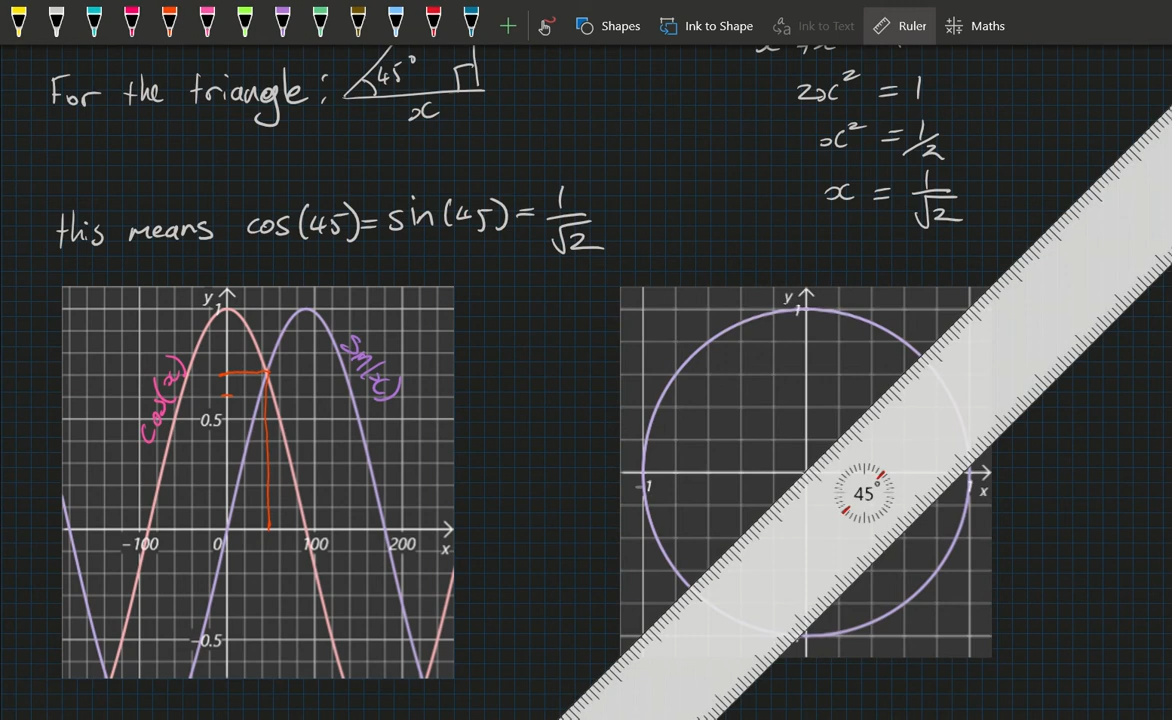 Shapes
Ink to Shape
Ink to Text
Ruler
Maths
For the triangle:
45°
x
2x² = 1
x² = 1/2
x = 1/√2
this means cos(45)= sin(45)= 1/√2
y
1
cos(x)
sin(x)
0.5
-100
0
100
200
x
-0.5
y
1
-1
45°
1
x